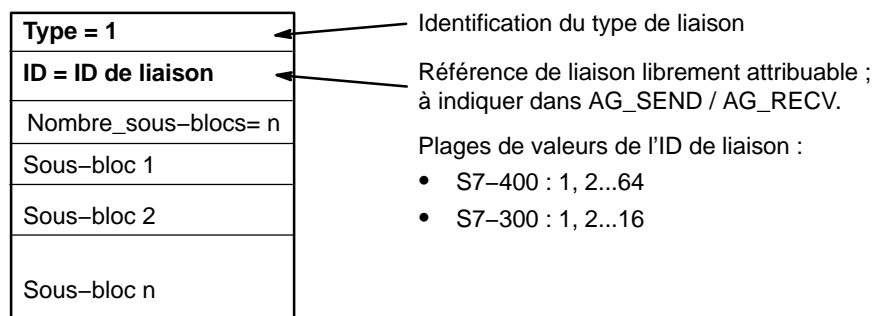 Type = 1
ID = ID de liaison
Nombre_sous−blocs= n
Sous−bloc 1
Sous−bloc 2
Sous−bloc n
Identification du type de liaison
Référence de liaison librement attribuable ;
à indiquer dans AG_SEND / AG_RECV.
Plages de valeurs de l’ID de liaison :
• S7−400 : 1, 2...64
• S7−300 : 1, 2...16